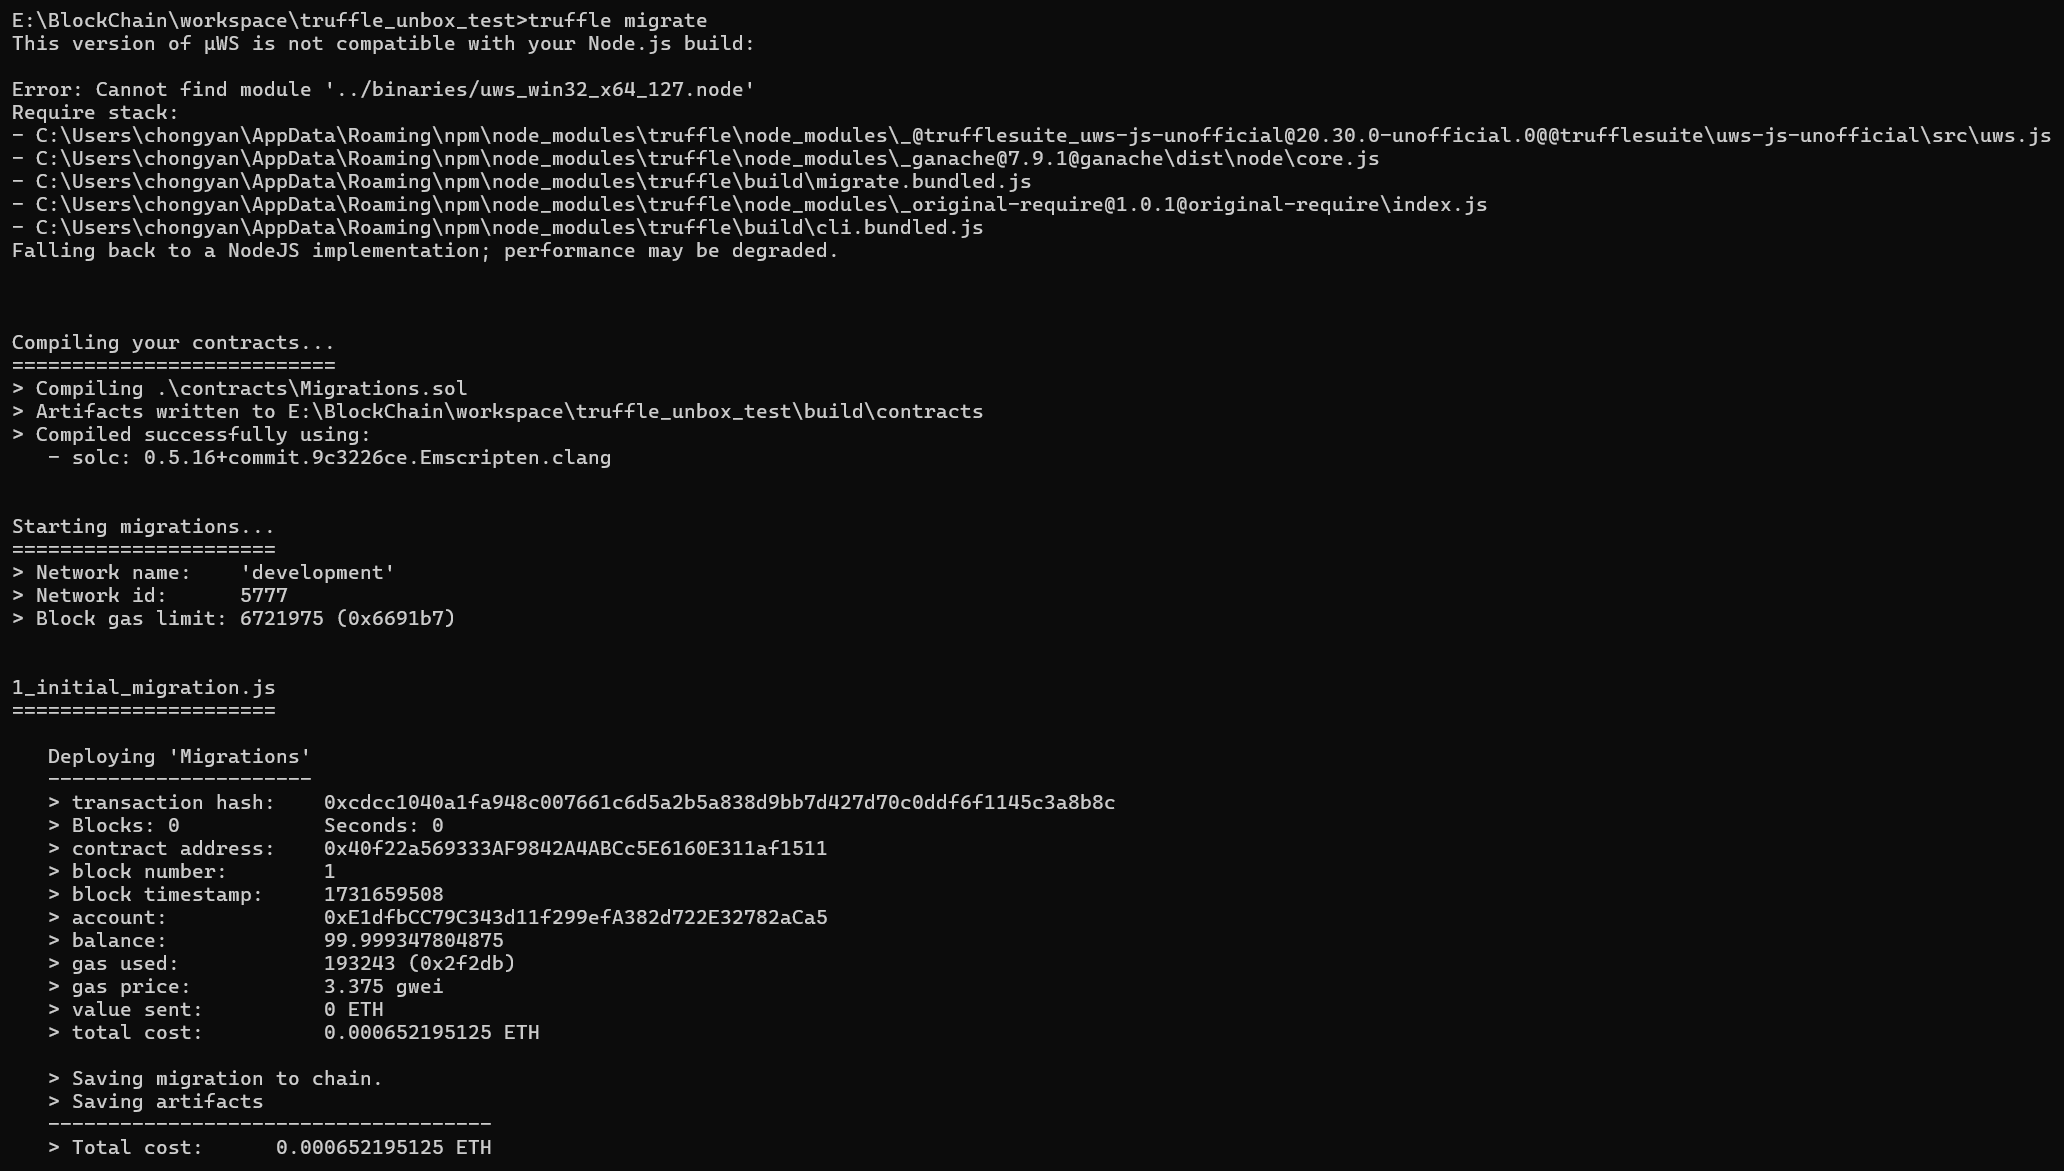 E:\BlockChain\workspace\truffle_unbox_test>truffle migrate
This version of µWS is not compatible with your Node.js build:
Error: Cannot find module '../binaries/uws_win32_x64_127.node'
Require stack:
- C:\Users\chongyan\AppData\Roaming\npm\node_modules\truffle\node_modules\_@trufflesuite_uws-js-unofficial@20.30.0-unofficial.0@@trufflesuite\uws-js-unofficial\src\uws.js
- C:\Users\chongyan\AppData\Roaming\npm\node_modules\truffle\node_modules\_ganache@7.9.1@ganache\dist\node\core.js
- C:\Users\chongyan\AppData\Roaming\npm\node_modules\truffle\build\migrate.bundled.js
- C:\Users\chongyan\AppData\Roaming\npm\node_modules\truffle\node_modules\_original-require@1.0.1@original-require\index.js
- C:\Users\chongyan\AppData\Roaming\npm\node_modules\truffle\build\cli.bundled.js
Falling back to a NodeJS implementation; performance may be degraded.
Compiling your contracts...
===========================
> Compiling .\contracts\Migrations.sol
> Artifacts written to E:\BlockChain\workspace\truffle_unbox_test\build\contracts
> Compiled successfully using:
   - solc: 0.5.16+commit.9c3226ce.Emscripten.clang
Starting migrations...
======================
> Network name:    'development'
> Network id:      5777
> Block gas limit: 6721975 (0x6691b7)
1_initial_migration.js
======================
   Deploying 'Migrations'
   ----------------------
   > transaction hash:    0xcdcc1040a1fa948c007661c6d5a2b5a838d9bb7d427d70c0ddf6f1145c3a8b8c
   > Blocks: 0            Seconds: 0
   > contract address:    0x40f22a569333AF9842A4ABCc5E6160E311af1511
   > block number:        1
   > block timestamp:     1731659508
   > account:             0xE1dfbCC79C343d11f299efA382d722E32782aCa5
   > balance:             99.999347804875
   > gas used:            193243 (0x2f2db)
   > gas price:           3.375 gwei
   > value sent:          0 ETH
   > total cost:          0.000652195125 ETH
   > Saving migration to chain.
   > Saving artifacts
   -------------------------------------
   > Total cost:      0.000652195125 ETH